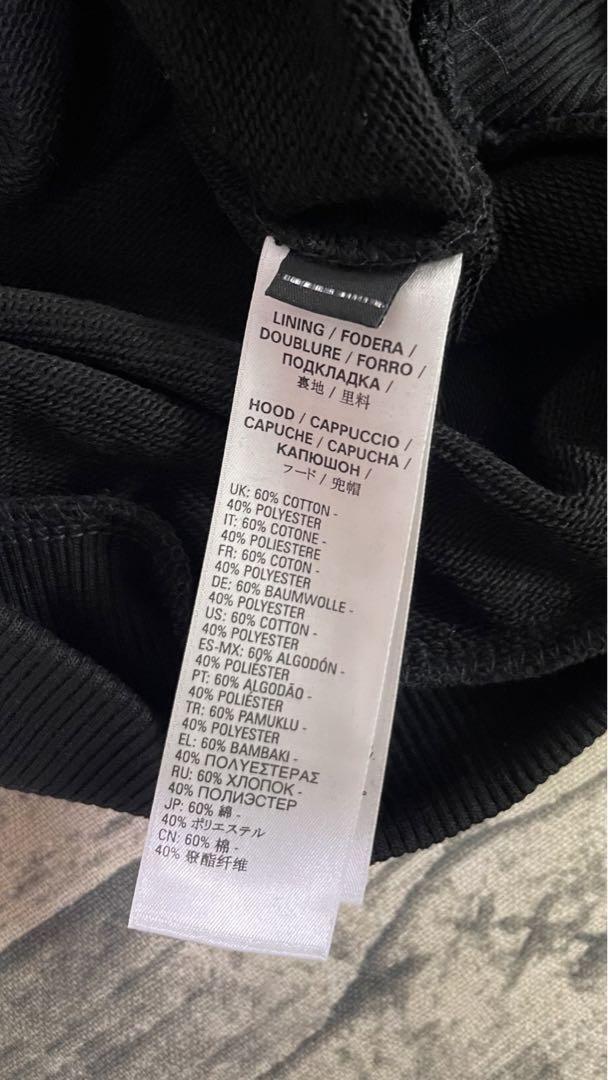 LINING / FODERA /
DOUBLURE / FORRO /
ПОДКЛАДКА /
裏地 / 里料
HOOD / CAPPUCCIO /
CAPUCHE / CAPUCHA /
КАПЮШОН /
フード / 兜帽
UK: 60% COTTON -
40% POLYESTER
IT: 60% COTONE -
40% POLIESTERE
FR: 60% COTON -
40% POLYESTER
DE: 60% BAUMWOLLE -
40% POLYESTER
US: 60% COTTON -
40% POLYESTER
ES-MX: 60% ALGODÓN -
40% POLIÉSTER
PT: 60% ALGODÃO -
40% POLIÉSTER
TR: 60% PAMUKLU -
40% POLYESTER
EL: 60% ΒΑΜΒΑΚΙ -
40% ΠΟΛΥΕΣΤΕΡΑΣ
RU: 60% ХЛОПОК -
40% ПОЛИЭСТЕР
JP: 60% 綿 -
40% ポリエステル
CN: 60% 棉 -
40% 聚酯纤维